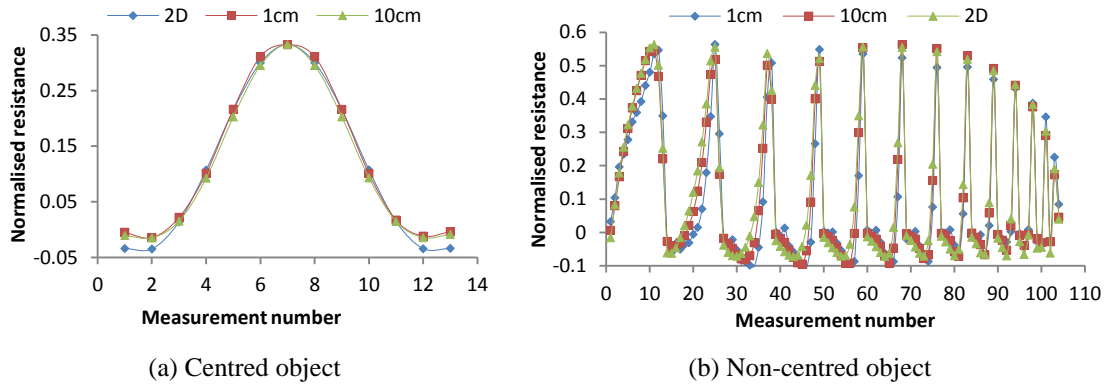 2D 1cm 10cm
Normalised resistance
0.35
0.25
0.15
0.05
-0.05
0 2 4 6 8 10 12 14
Measurement number
(a) Centred object
1cm 10cm 2D
Normalised resistance
0.6
0.5
0.4
0.3
0.2
0.1
0
-0.1
0 10 20 30 40 50 60 70 80 90 100 110
Measurement number
(b) Non-centred object